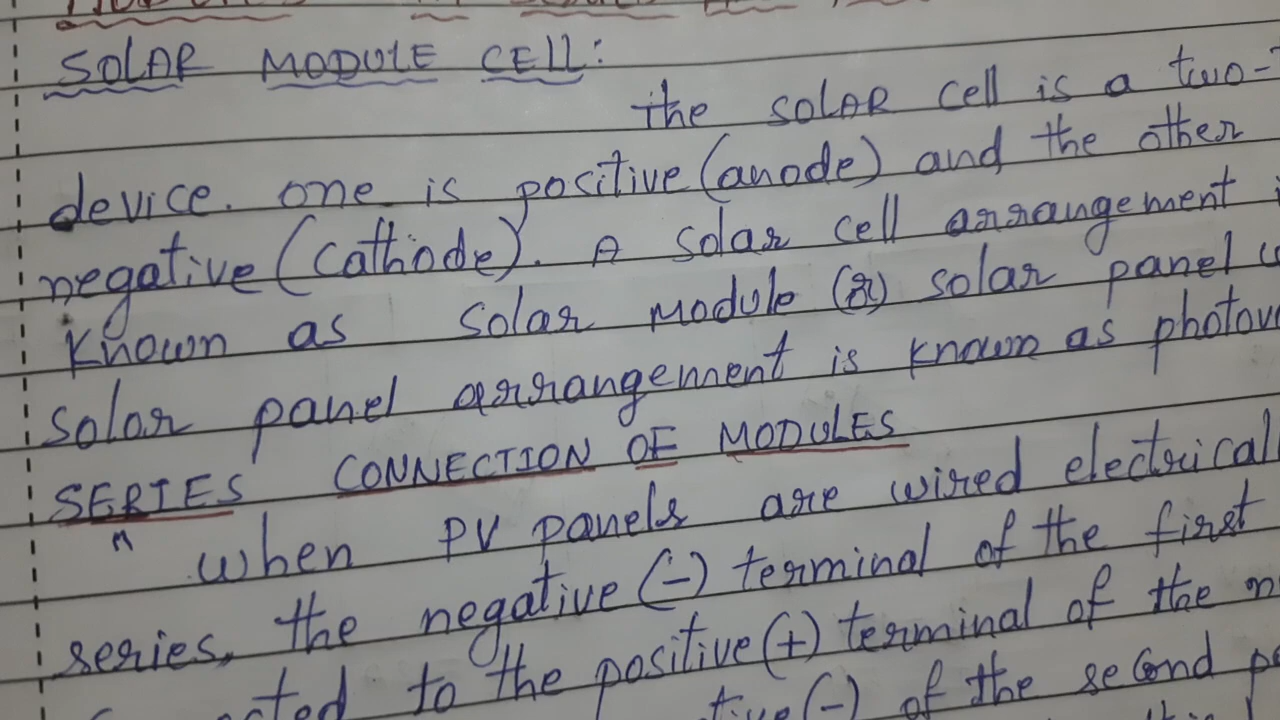 SOLAR MODULE CELL:
the SOLAR cell is a two-
device. one is positive (anode) and the other
negative (cathode). A solar cell arrangement
known as solar module (or) solar panel
solar panel arrangement is known as
SERIES CONNECTION OF MODULES
when PV panels are wired
series, the negative (-) terminal of the first
to the positive (+) terminal of the
(-) of the second